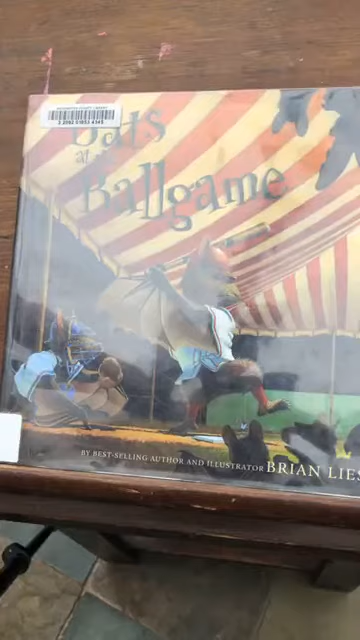 Bats
at the
Ballgame
BY BEST-SELLING AUTHOR AND ILLUSTRATOR BRIAN LIES